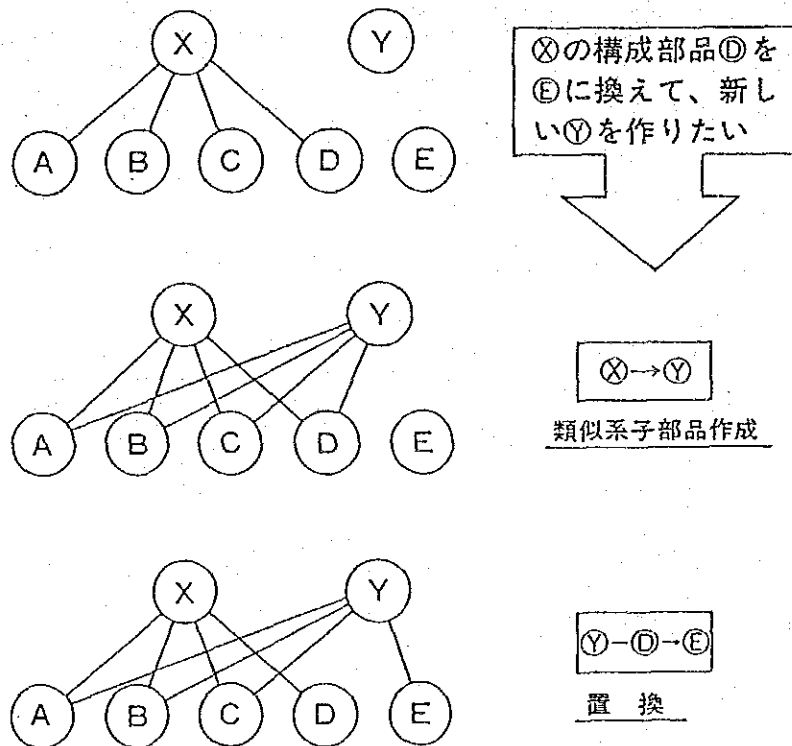 X Y
A B C D E
Ⓧの構成部品Ⓓを
Ⓔに換えて、新し
いⓎを作りたい
X Y
A B C D E
Ⓧ→Ⓨ
類似系子部品作成
X Y
A B C D E
Ⓨ−Ⓓ→Ⓔ
置換